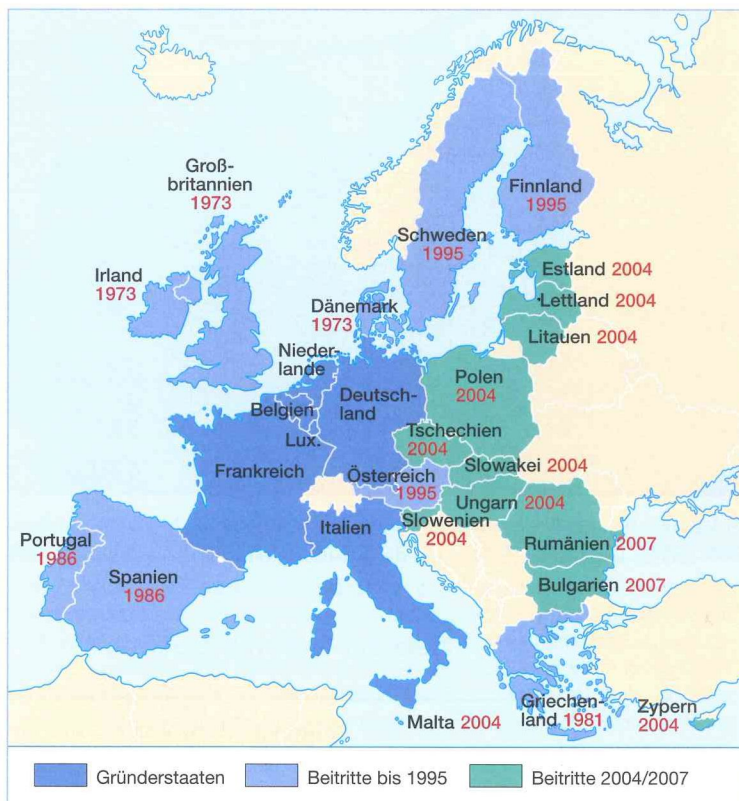 Groß-
britannien
1973
Finnland
1995
Schweden
1995
Irland
1973
Estland 2004
Lettland 2004
Dänemark
1973
Litauen 2004
Nieder-
lande
Polen
2004
Deutsch-
land
Belgien
Tschechien
2004
Lux.
Slowakei 2004
Frankreich
Österreich
1995
Ungarn 2004
Slowenien
2004
Italien
Portugal
1986
Rumänien 2007
Spanien
1986
Bulgarien 2007
Griechen-
land 1981
Zypern
2004
Malta 2004
Gründerstaaten
Beitritte bis 1995
Beitritte 2004/2007